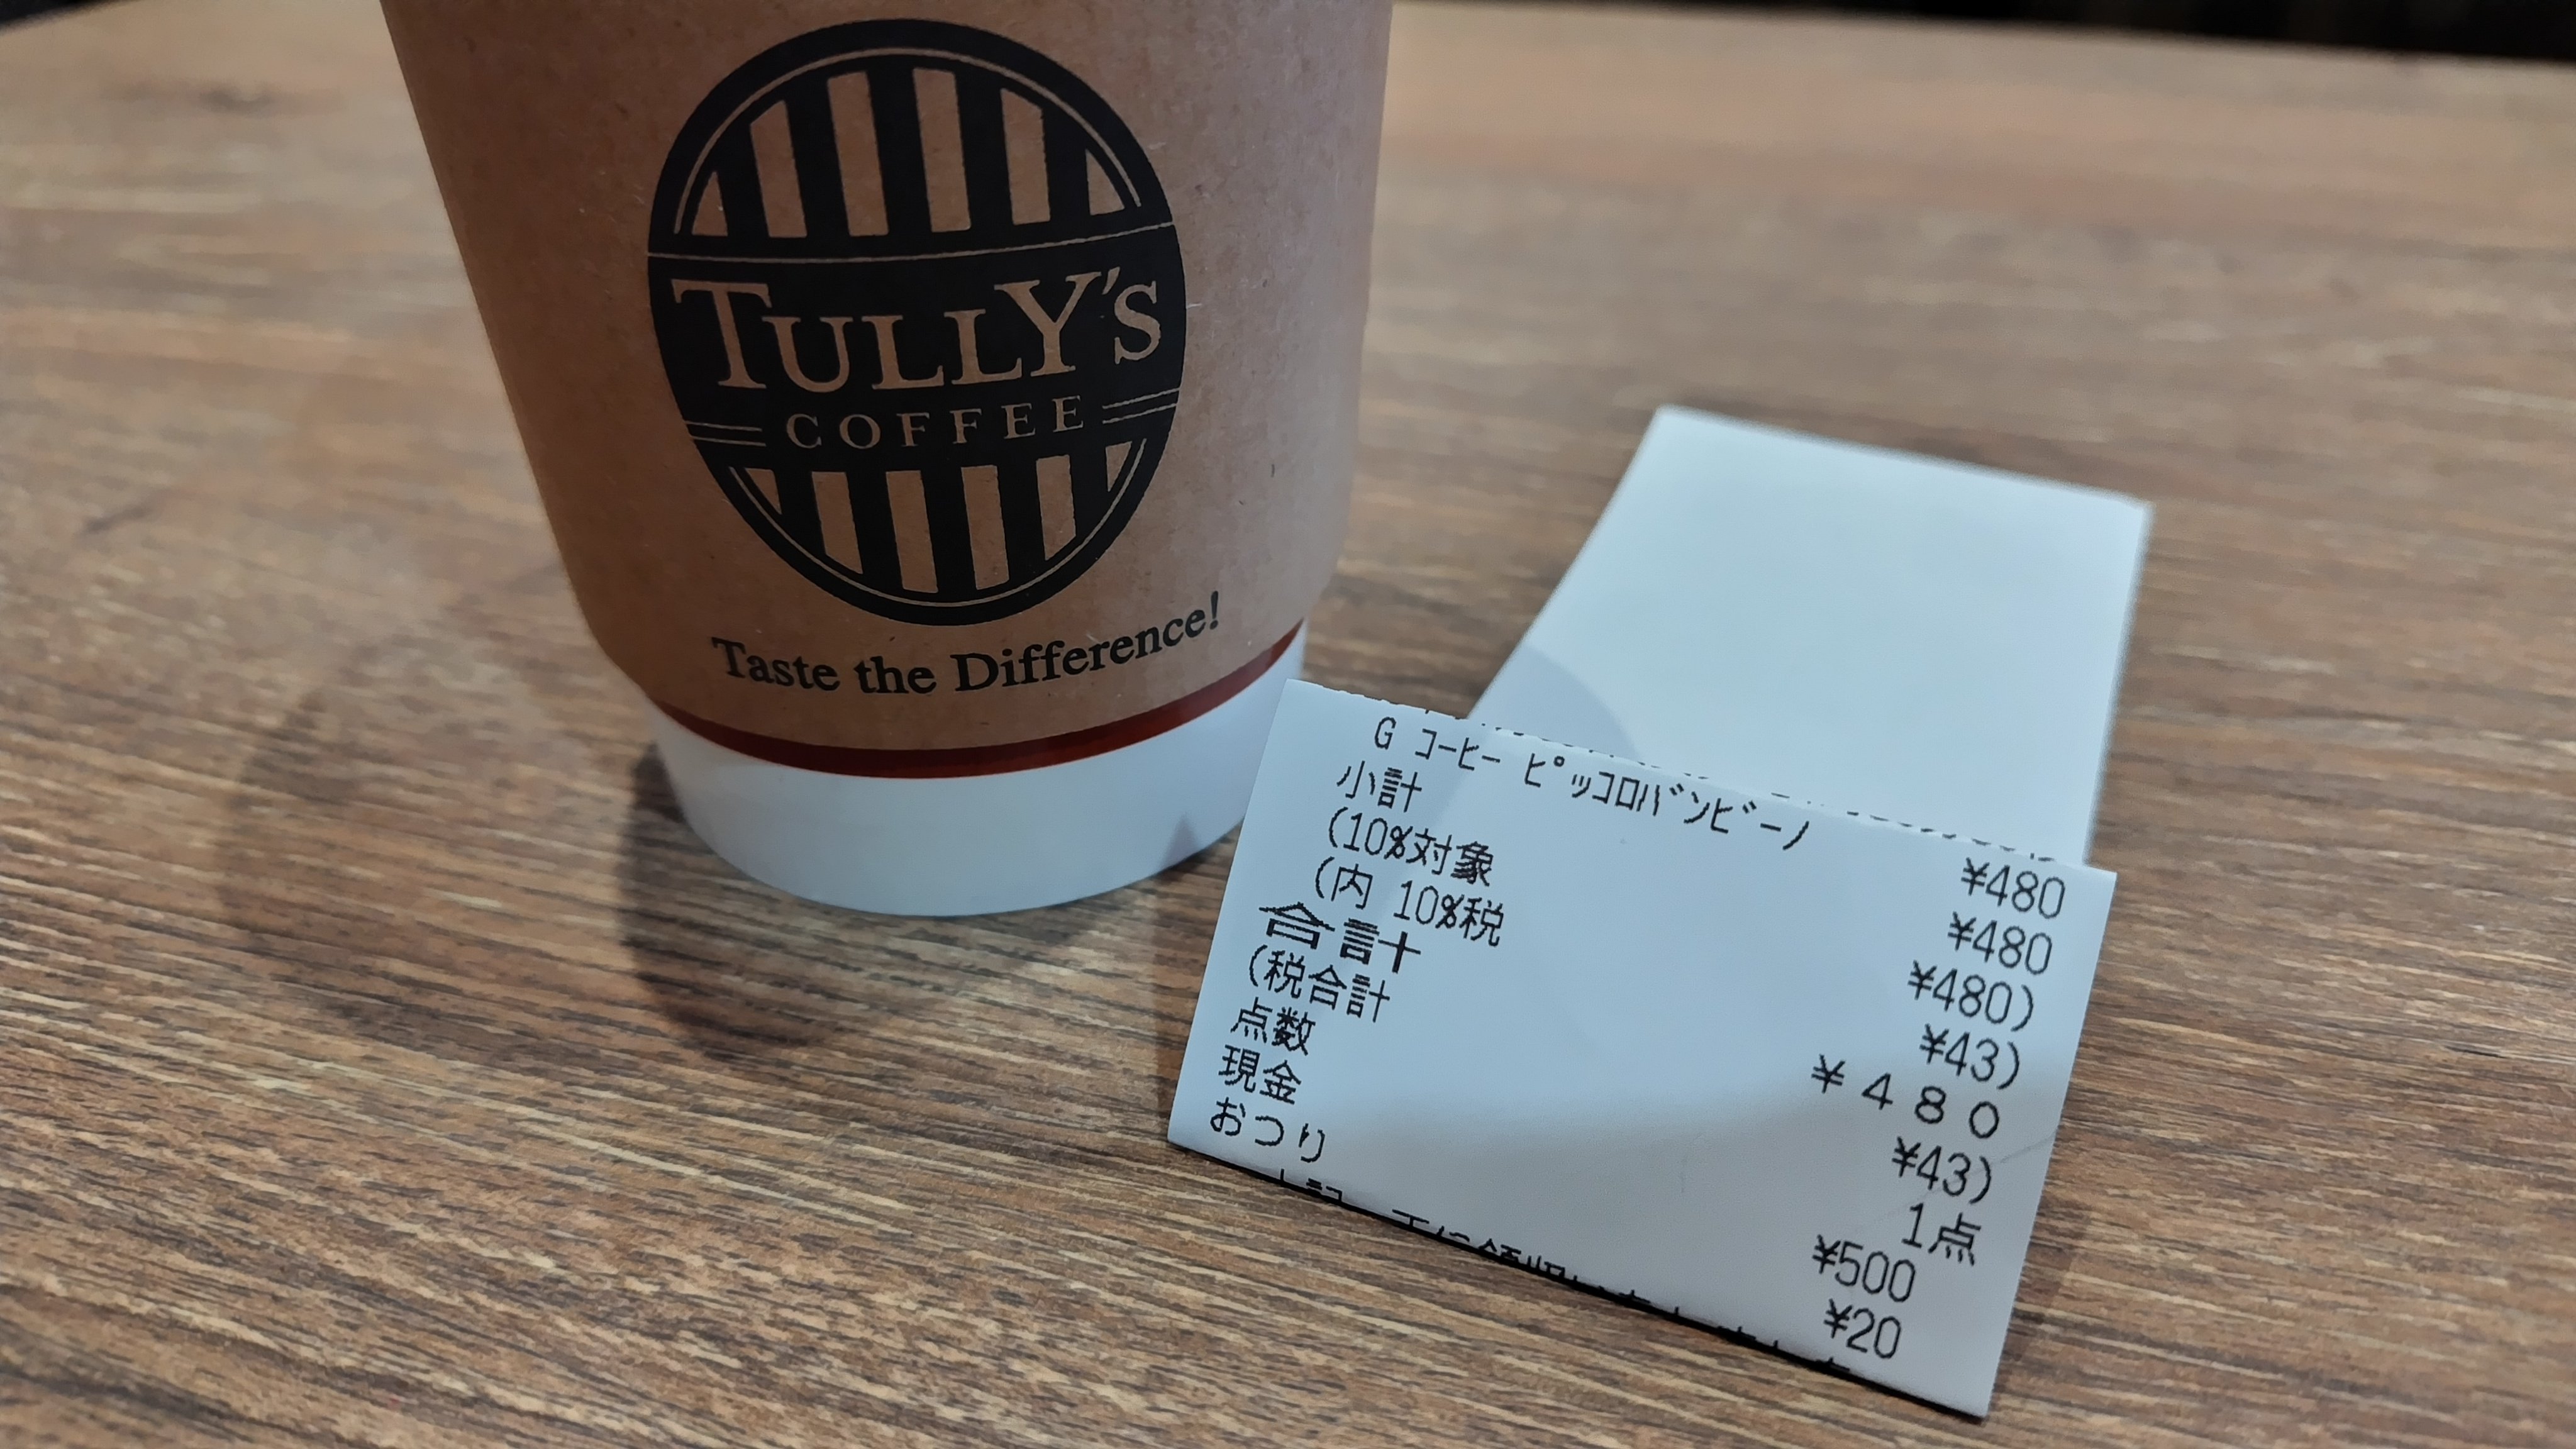 TULLY'S
COFFEE
Taste the Difference!
G コーヒー ピッコロバンビーノ
¥480
小計 ¥480
(10%対象 ¥480)
(内 10%税 ¥43)
合計 ¥480
(税合計 ¥43)
点数 1点
現金 ¥500
おつり ¥20